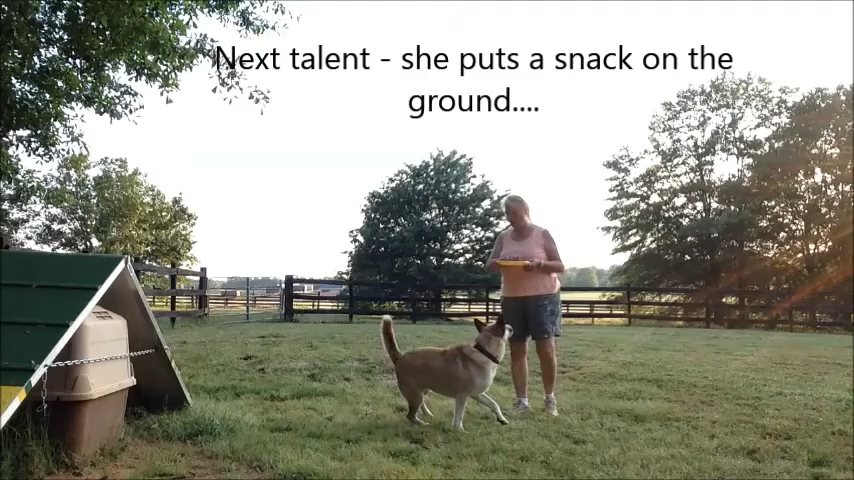 Next talent - she puts a snack on the
ground....